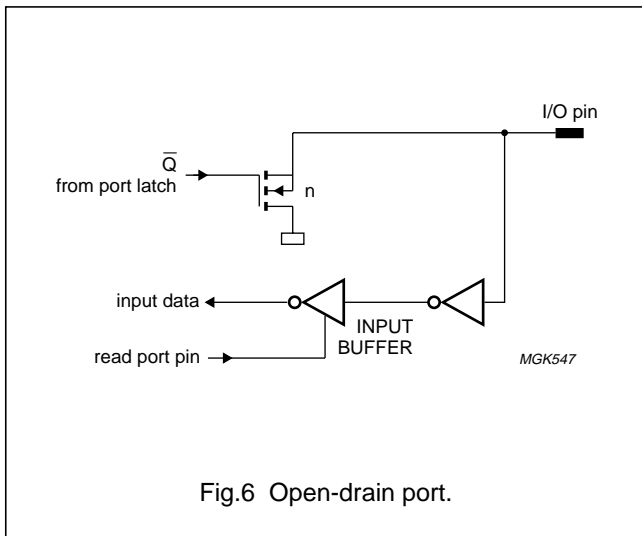 I/O pin
Q̅
from port latch
n
input data
INPUT
BUFFER
read port pin
MGK547
Fig.6 Open-drain port.